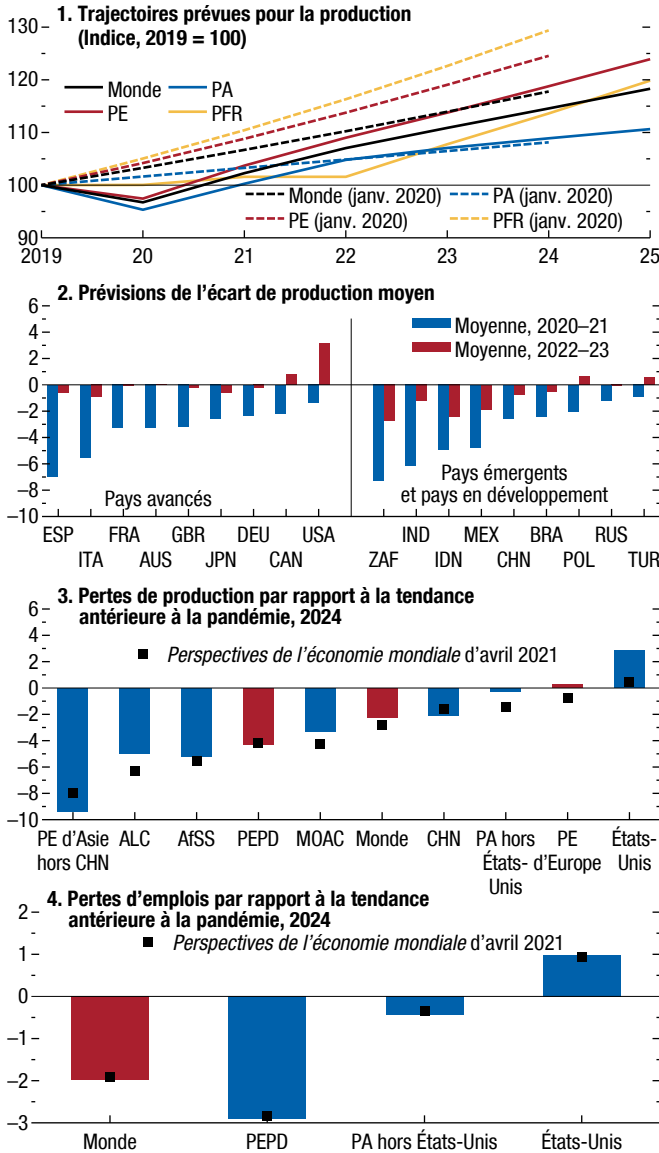 1. Trajectoires prévues pour la production
(Indice, 2019 = 100)
130
120
110
100
90
Monde
PA
PE
PFR
Monde (janv. 2020)
PA (janv. 2020)
PE (janv. 2020)
PFR (janv. 2020)
2019 20 21 22 23 24 25
2. Prévisions de l'écart de production moyen
6
4
2
0
−2
−4
−6
−8
−10
Moyenne, 2020–21
Moyenne, 2022–23
Pays avancés
Pays émergents
et pays en développement
ESP FRA GBR DEU USA IND MEX BRA RUS
ITA AUS JPN CAN ZAF IDN CHN POL TUR
3. Pertes de production par rapport à la tendance
antérieure à la pandémie, 2024
Perspectives de l'économie mondiale d'avril 2021
6
4
2
0
−2
−4
−6
−8
−10
PE d'Asie ALC AfSS PEPD MOAC Monde CHN PA hors PE États-
hors CHN États- d'Europe Unis
Unis
4. Pertes d'emplois par rapport à la tendance
antérieure à la pandémie, 2024
Perspectives de l'économie mondiale d'avril 2021
2
1
0
−1
−2
−3
Monde PEPD PA hors États-Unis États-Unis